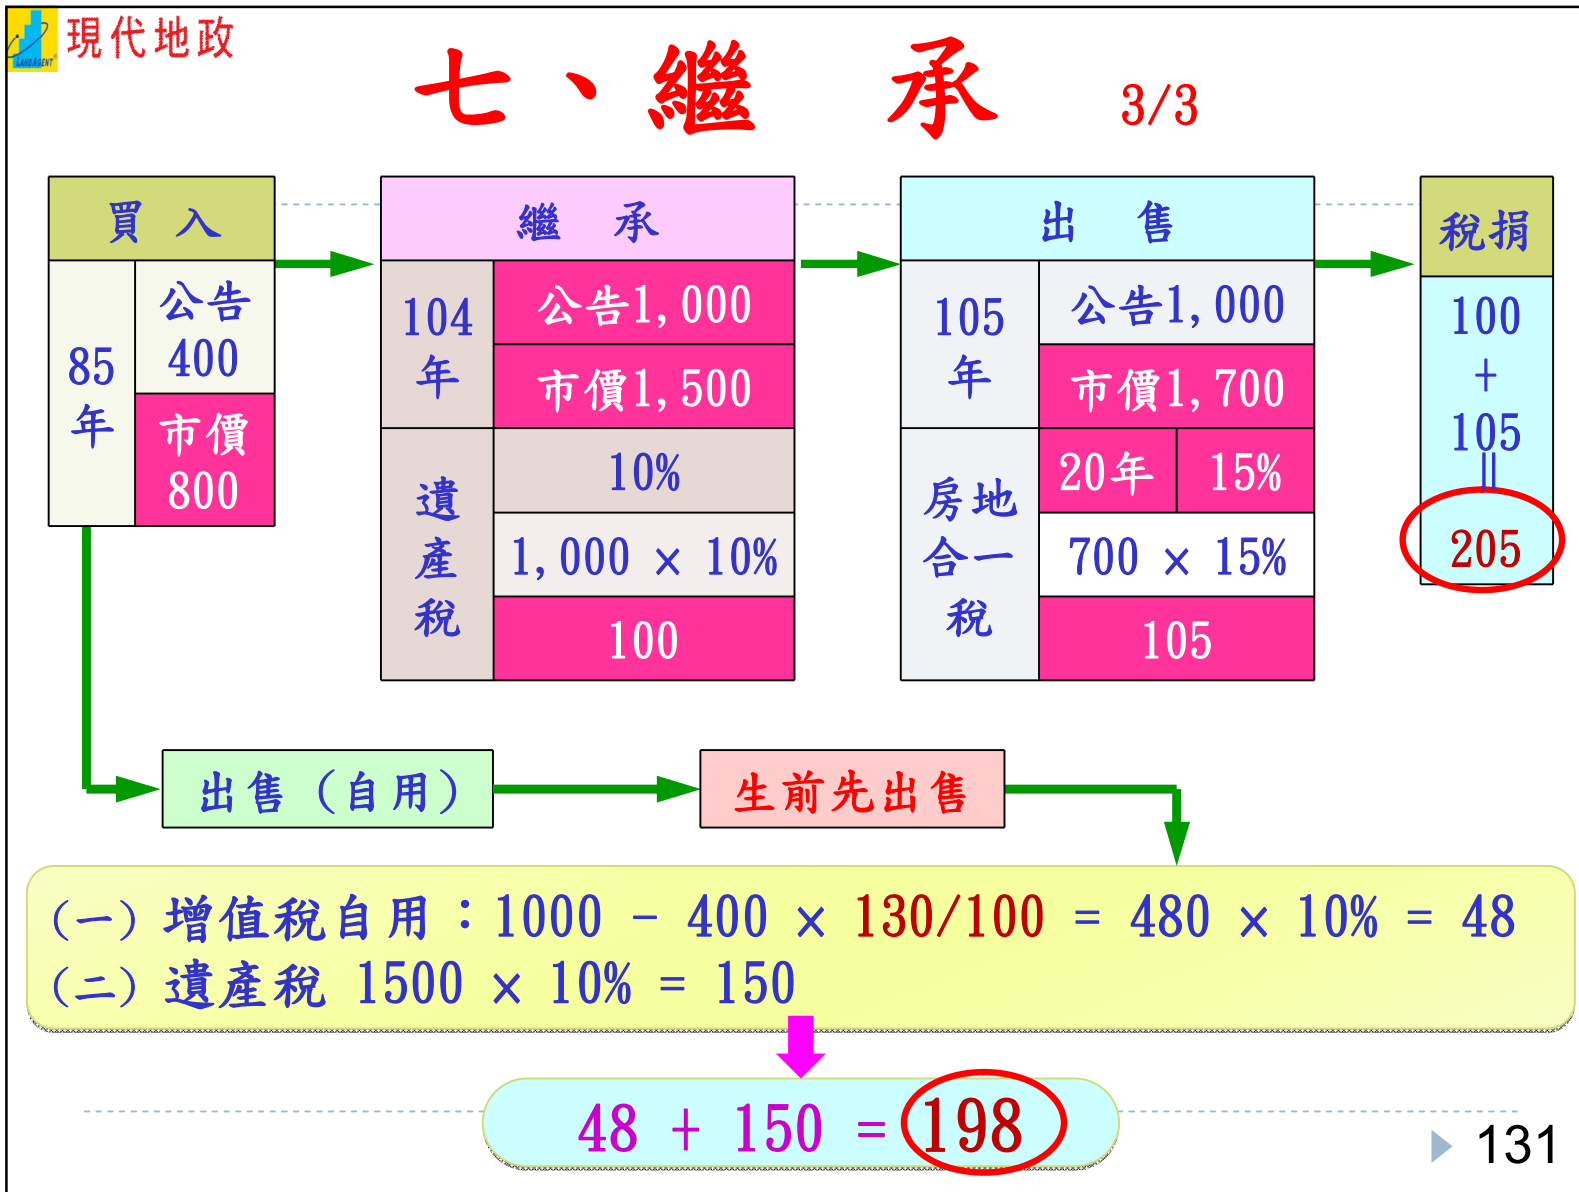 LANDAGENT
現代地政
七、繼 承 3/3
買 入
85
年
公告
400
市價
800
繼 承
104
年
公告1,000
市價1,500
遺
產
稅
10%
1,000 × 10%
100
出 售
105
年
公告1,000
市價1,700
房地
合一
稅
20年 15%
700 × 15%
105
稅捐
100
+
105
=
205
出售（自用）
生前先出售
(一) 增值稅自用：1000 - 400 × 130/100 = 480 × 10% = 48
(二) 遺產稅 1500 × 10% = 150
48 + 150 = 198
131